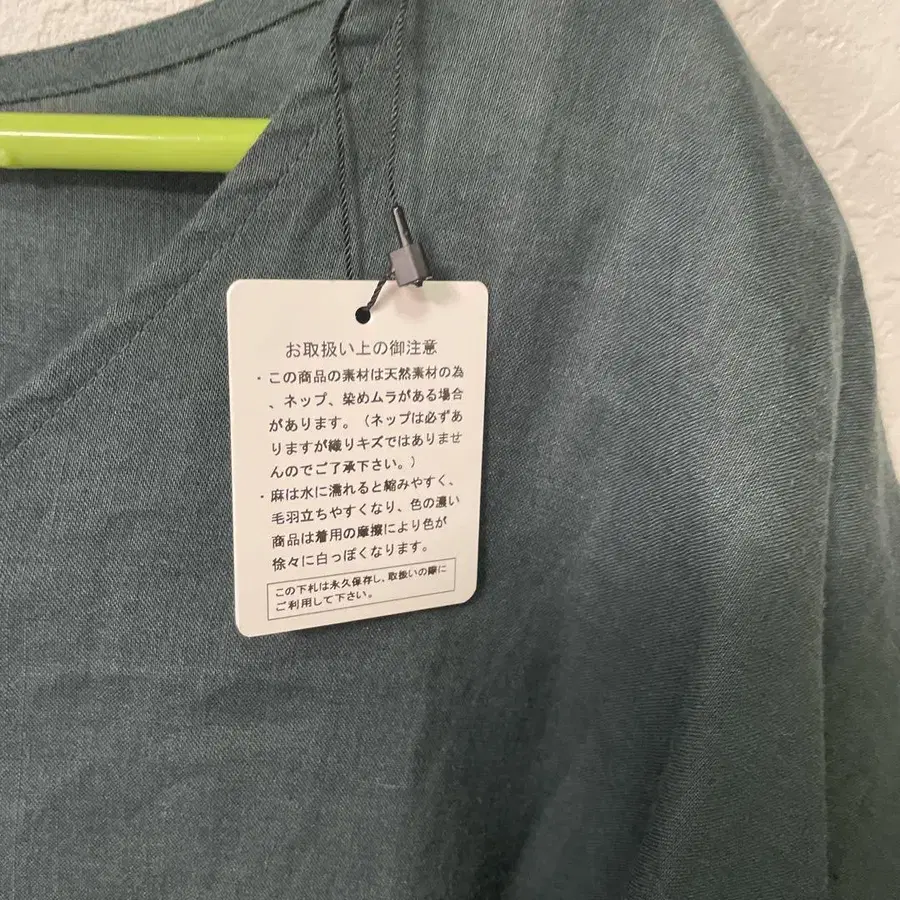 お取扱い上の御注意
・この商品の素材は天然素材の為
、ネップ、染めムラがある場合
があります。（ネップは必ずあ
りますが織りキズではありませ
んのでご了承下さい。）
・麻は水に濡れると縮みやすく、
毛羽立ちやすくなり、色の濃い
商品は着用の摩擦により色が
徐々に白っぽくなります。
この下札は永久保存し、取扱いの際に
ご利用して下さい。